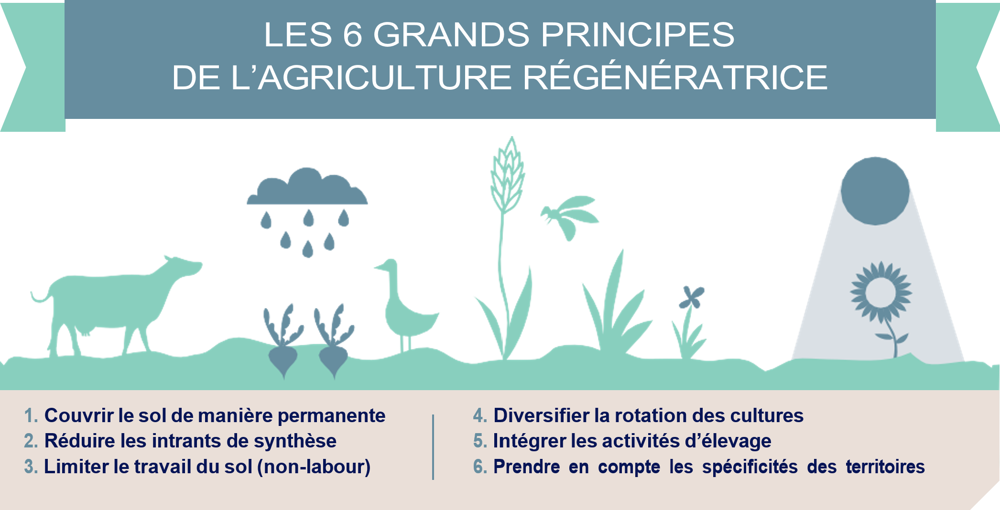 LES 6 GRANDS PRINCIPES
DE L’AGRICULTURE RÉGÉNÉRATRICE
1. Couvrir le sol de manière permanente
2. Réduire les intrants de synthèse
3. Limiter le travail du sol (non-labour)
4. Diversifier la rotation des cultures
5. Intégrer les activités d’élevage
6. Prendre en compte les spécificités des territoires